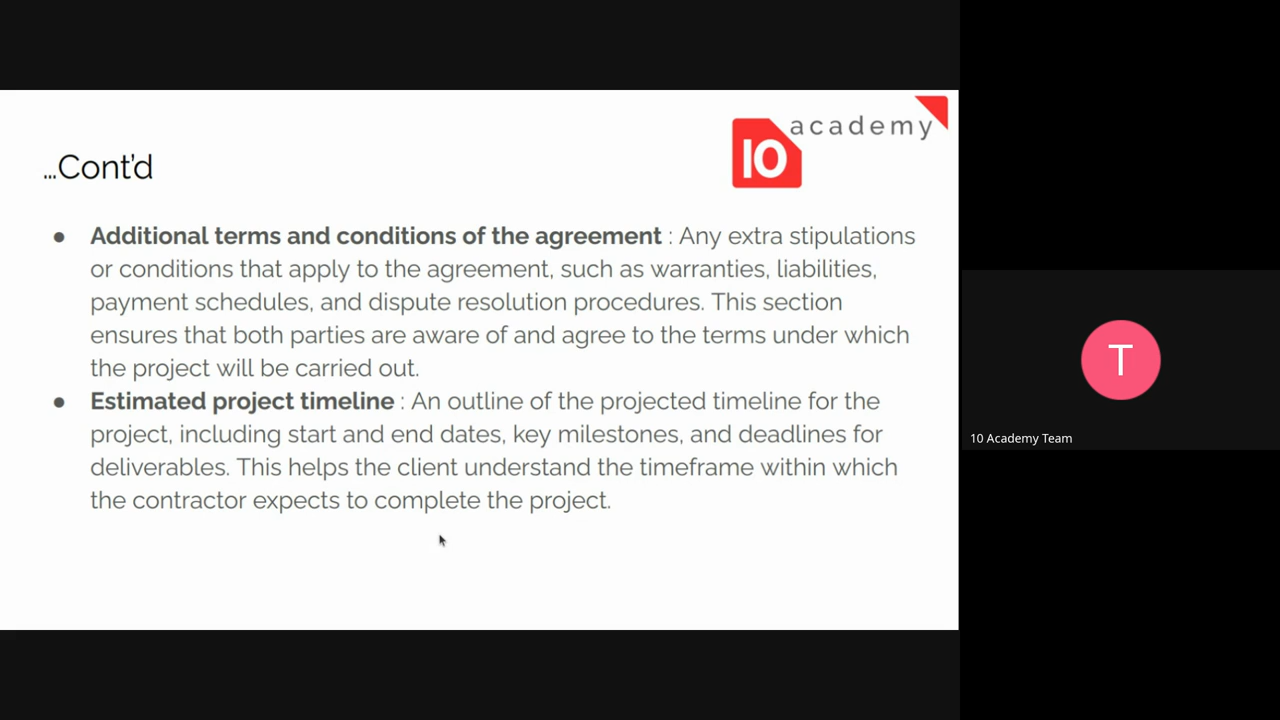 academy
10
...Cont'd
● Additional terms and conditions of the agreement : Any extra stipulations
or conditions that apply to the agreement, such as warranties, liabilities,
payment schedules, and dispute resolution procedures. This section
ensures that both parties are aware of and agree to the terms under which
the project will be carried out.
● Estimated project timeline : An outline of the projected timeline for the
project, including start and end dates, key milestones, and deadlines for
deliverables. This helps the client understand the timeframe within which
the contractor expects to complete the project.
T
10 Academy Team